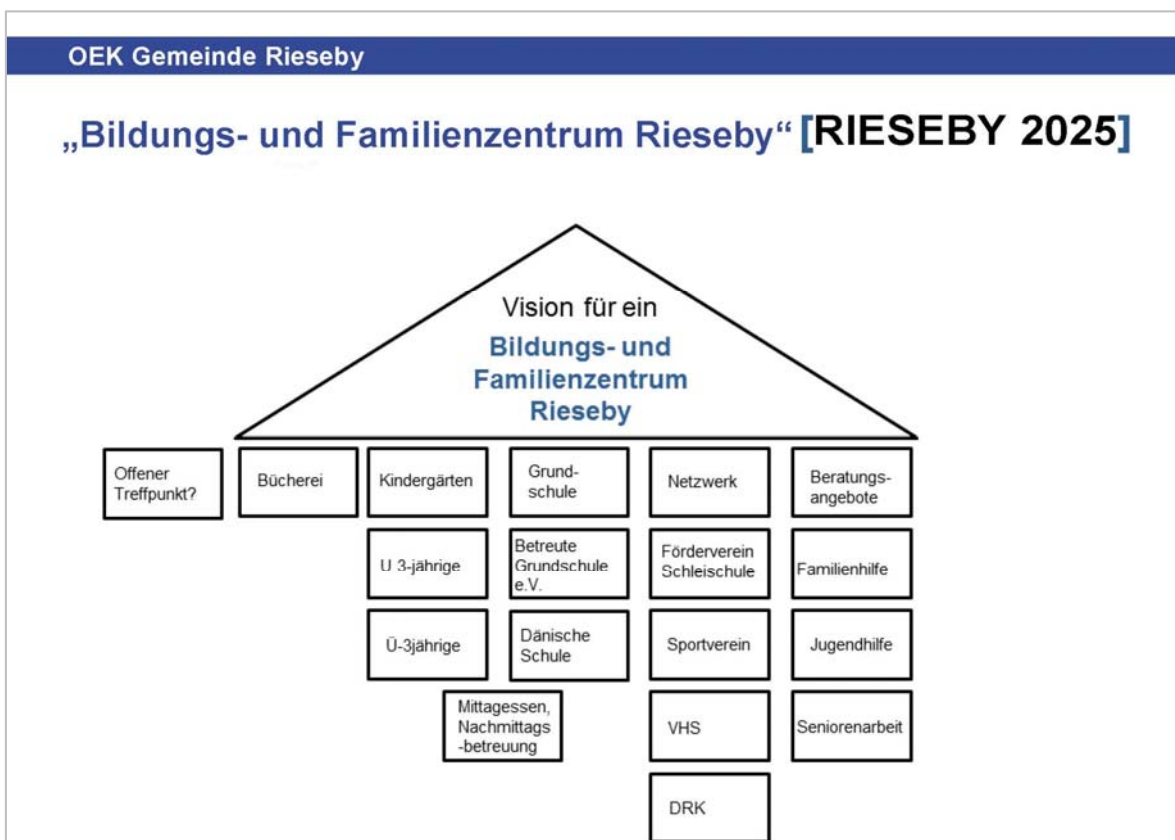 OEK Gemeinde Rieseby
„Bildungs- und Familienzentrum Rieseby“ [RIESEBY 2025]
Vision für ein
Bildungs- und
Familienzentrum
Rieseby
Offener
Treffpunkt?
Bücherei
Kindergärten
Grund-
schule
Netzwerk
Beratungs-
angebote
U 3-jährige
Betreute
Grundschule
e.V.
Förderverein
Schleischule
Familienhilfe
Ü-3jährige
Dänische
Schule
Sportverein
Jugendhilfe
Mittagessen,
Nachmittags
-betreuung
VHS
Seniorenarbeit
DRK